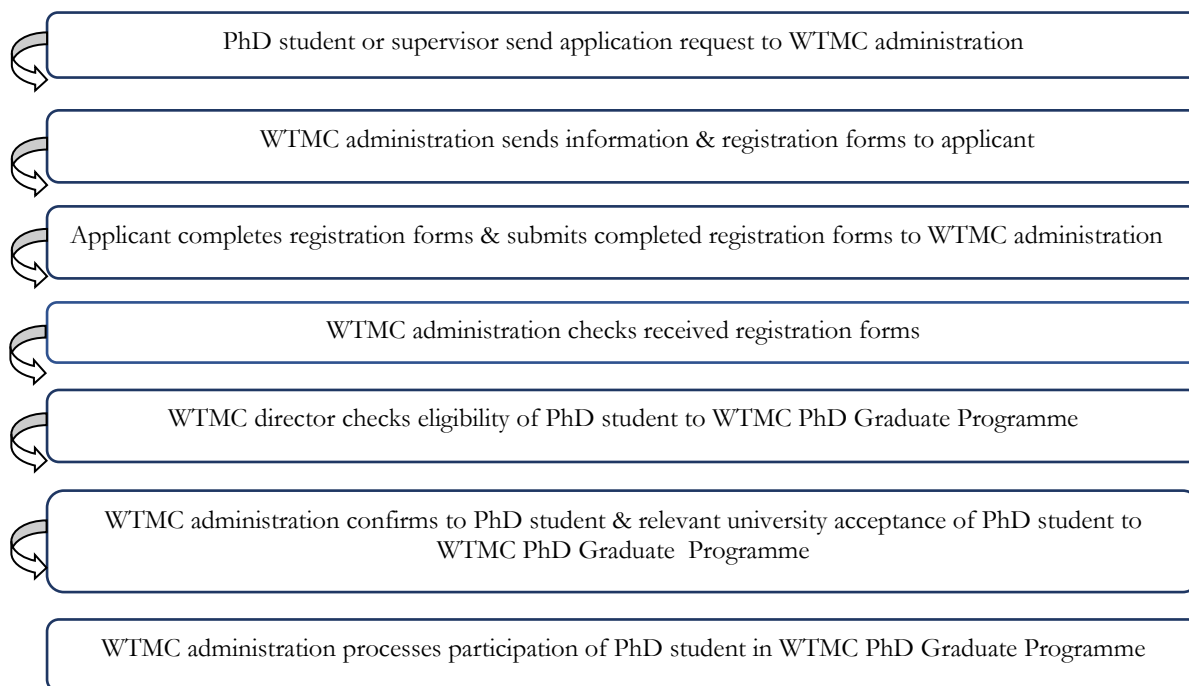 PhD student or supervisor send application request to WTMC administration
WTMC administration sends information & registration forms to applicant
Applicant completes registration forms & submits completed registration forms to WTMC administration
WTMC administration checks received registration forms
WTMC director checks eligibility of PhD student to WTMC PhD Graduate Programme
WTMC administration confirms to PhD student & relevant university acceptance of PhD student to
WTMC PhD Graduate Programme
WTMC administration processes participation of PhD student in WTMC PhD Graduate Programme